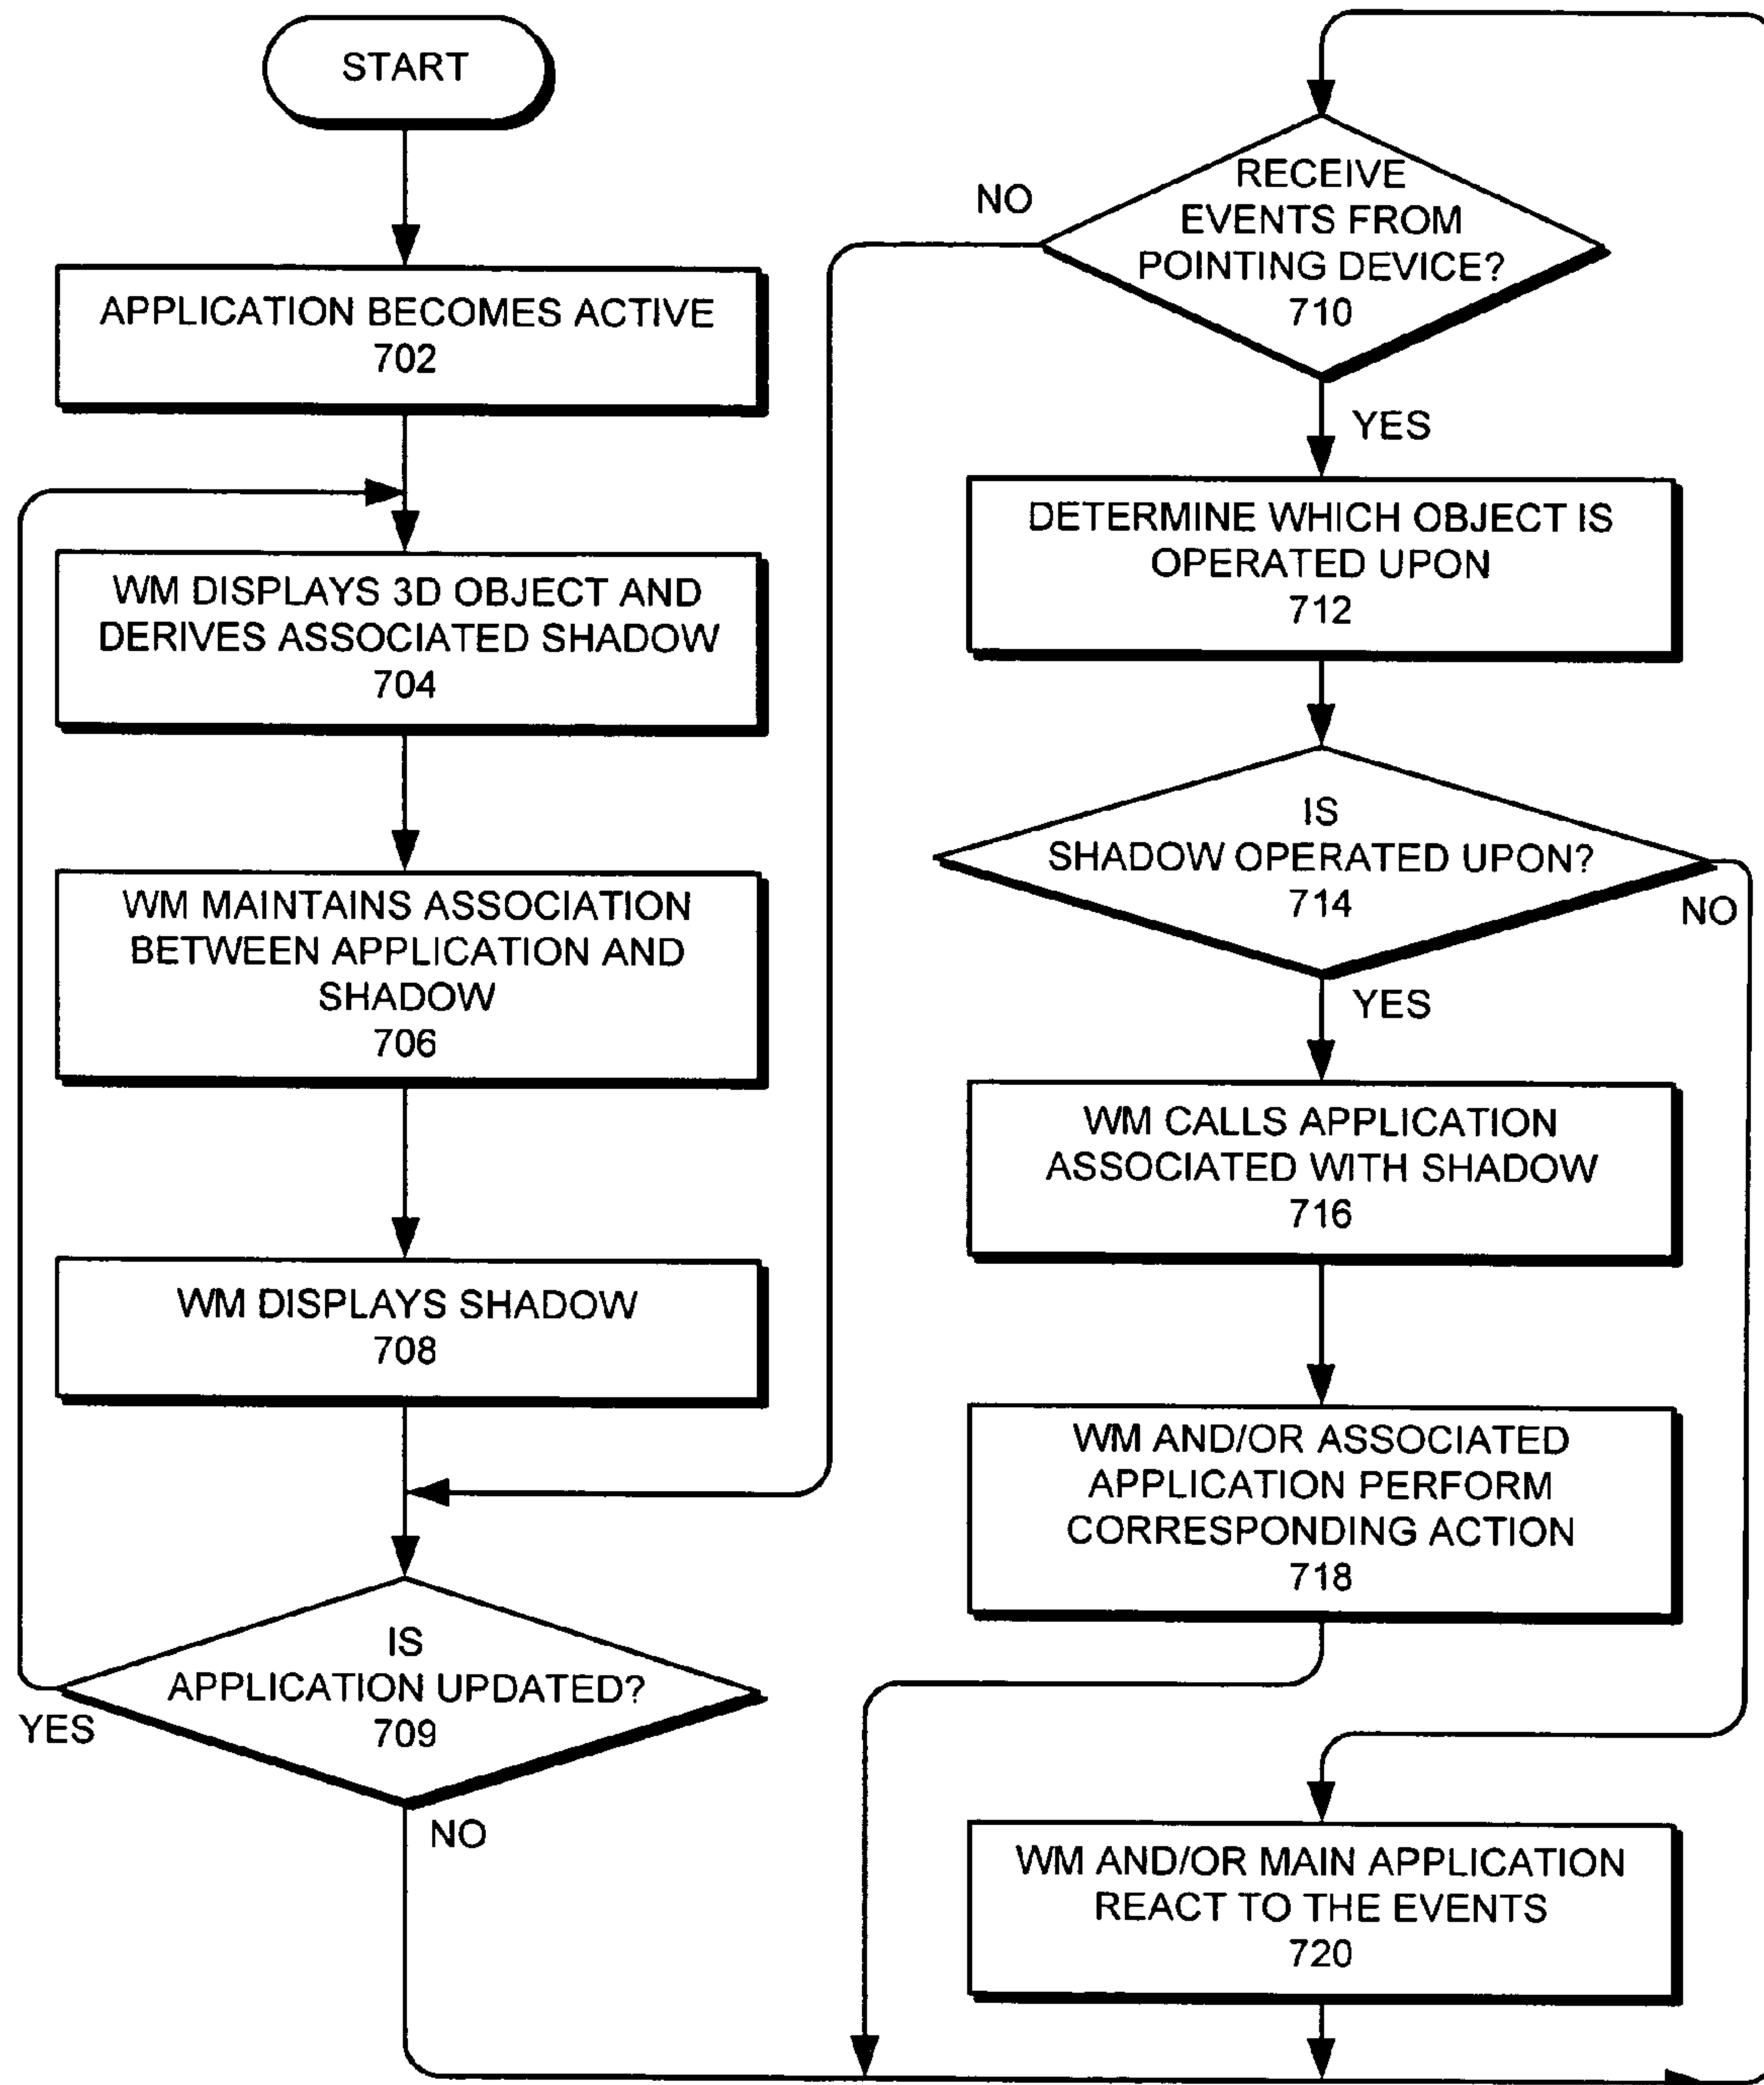 START
APPLICATION BECOMES ACTIVE
702
WM DISPLAYS 3D OBJECT AND
DERIVES ASSOCIATED SHADOW
704
WM MAINTAINS ASSOCIATION
BETWEEN APPLICATION AND
SHADOW
706
WM DISPLAYS SHADOW
708
IS
APPLICATION UPDATED?
709
YES
NO
RECEIVE
EVENTS FROM
POINTING DEVICE?
710
NO
YES
DETERMINE WHICH OBJECT IS
OPERATED UPON
712
IS
SHADOW OPERATED UPON?
714
NO
YES
WM CALLS APPLICATION
ASSOCIATED WITH SHADOW
716
WM AND/OR ASSOCIATED
APPLICATION PERFORM
CORRESPONDING ACTION
718
WM AND/OR MAIN APPLICATION
REACT TO THE EVENTS
720